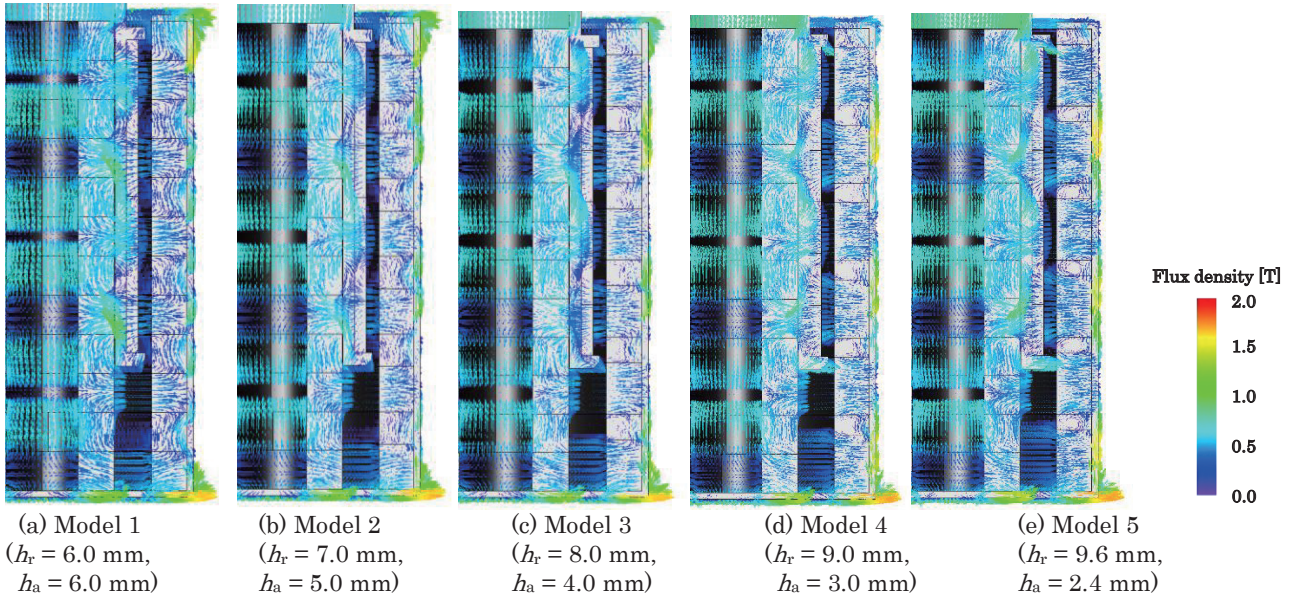 Flux density [T]
2.0
1.5
1.0
0.5
0.0
(a) Model 1
(hr = 6.0 mm,
ha = 6.0 mm)
(b) Model 2
(hr = 7.0 mm,
ha = 5.0 mm)
(c) Model 3
(hr = 8.0 mm,
ha = 4.0 mm)
(d) Model 4
(hr = 9.0 mm,
ha = 3.0 mm)
(e) Model 5
(hr = 9.6 mm,
ha = 2.4 mm)